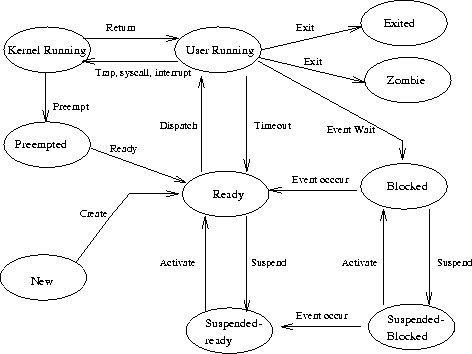 Return
Exit
Exited
Kernel Running
User Running
Trap, syscall, interrupt
Exit
Zombie
Preempt
Dispatch
Timeout
Event Wait
Preempted
Ready
Ready
Event occcur
Blocked
Create
New
Activate
Suspend
Activate
Suspend
Suspended-
ready
Event occur
Suspended-
Blocked